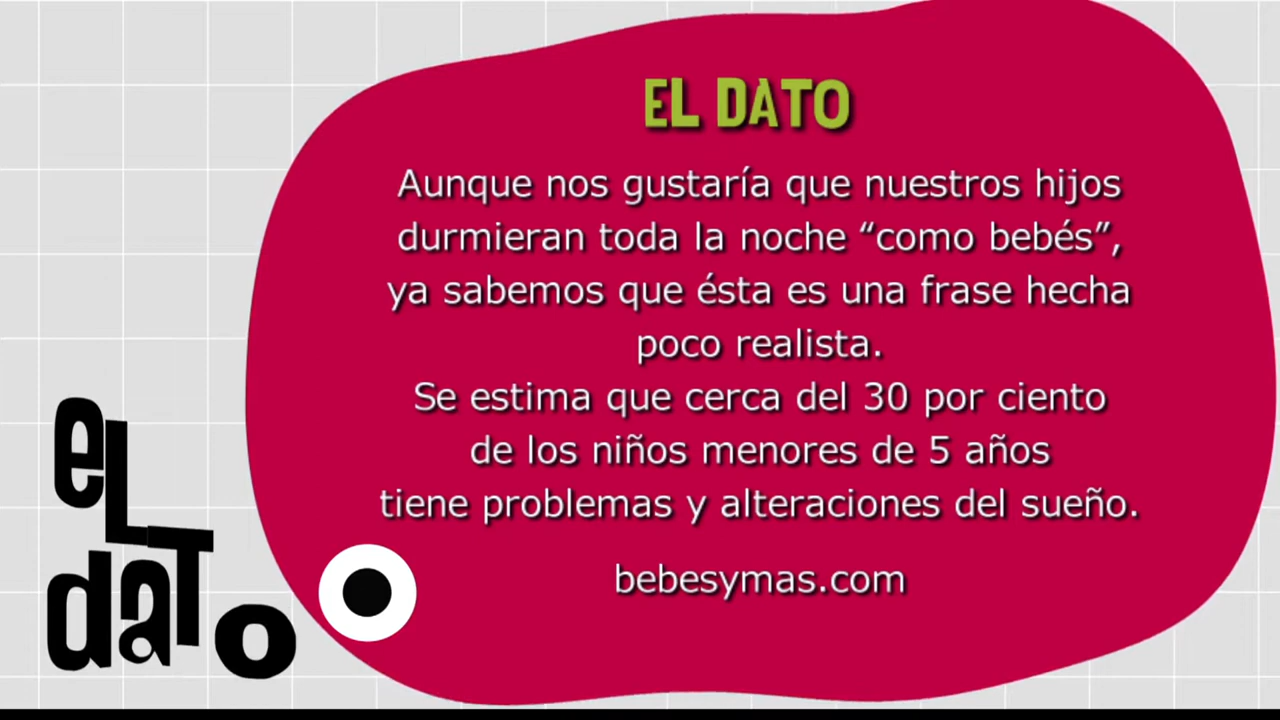 EL DATO
Aunque nos gustaría que nuestros hijos
durmieran toda la noche “como bebés”,
ya sabemos que ésta es una frase hecha
poco realista.
Se estima que cerca del 30 por ciento
de los niños menores de 5 años
tiene problemas y alteraciones del sueño.
bebesymas.com
eL
daTo